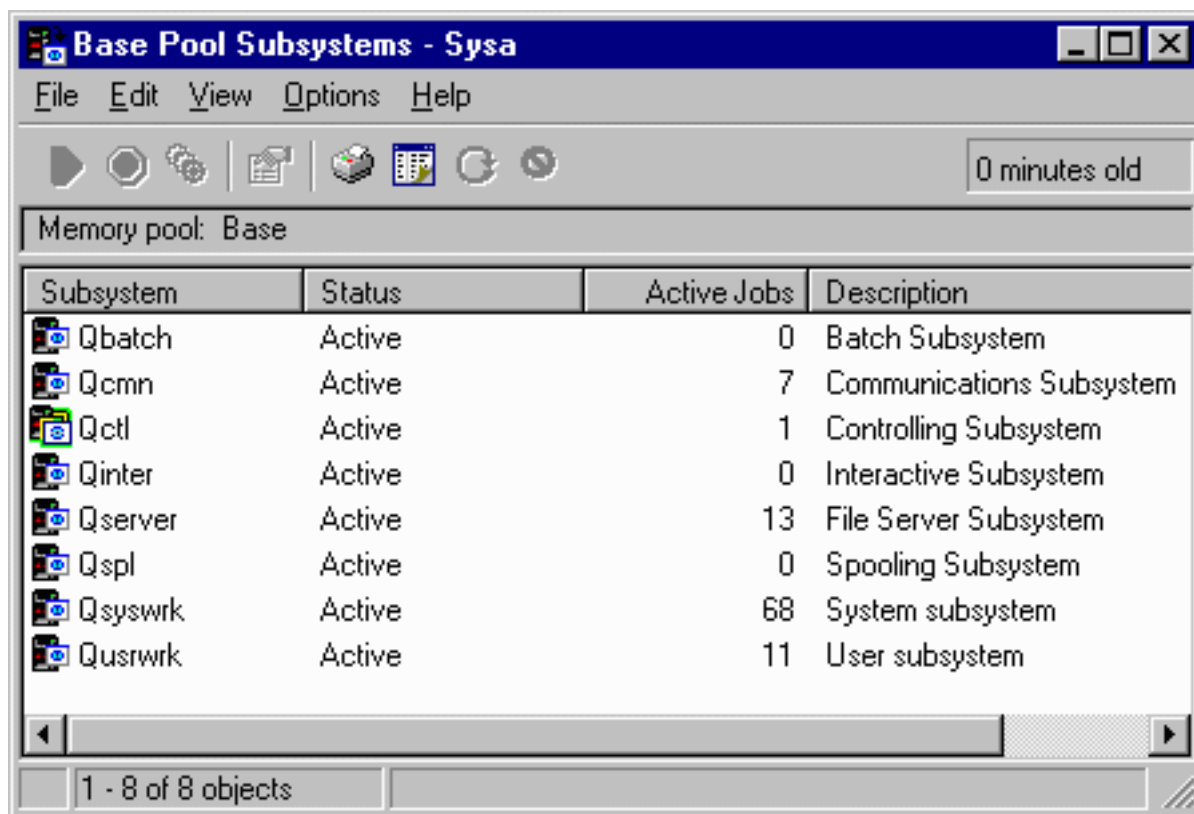 Base Pool Subsystems - Sysa
File Edit View Options Help
0 minutes old
Memory pool: Base
Subsystem Status Active Jobs Description
Qbatch Active 0 Batch Subsystem
Qcmn Active 7 Communications Subsystem
Qctl Active 1 Controlling Subsystem
Qinter Active 0 Interactive Subsystem
Qserver Active 13 File Server Subsystem
Qspl Active 0 Spooling Subsystem
Qsyswrk Active 68 System subsystem
Qusrwrk Active 11 User subsystem
1 - 8 of 8 objects